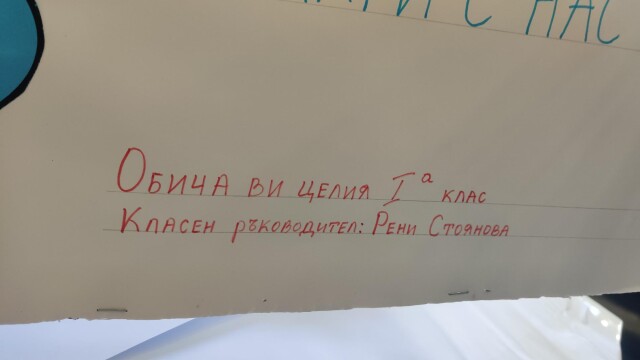 С НАС
Обича ви целия Iª клас
Класен ръководител: Рени Стоянова